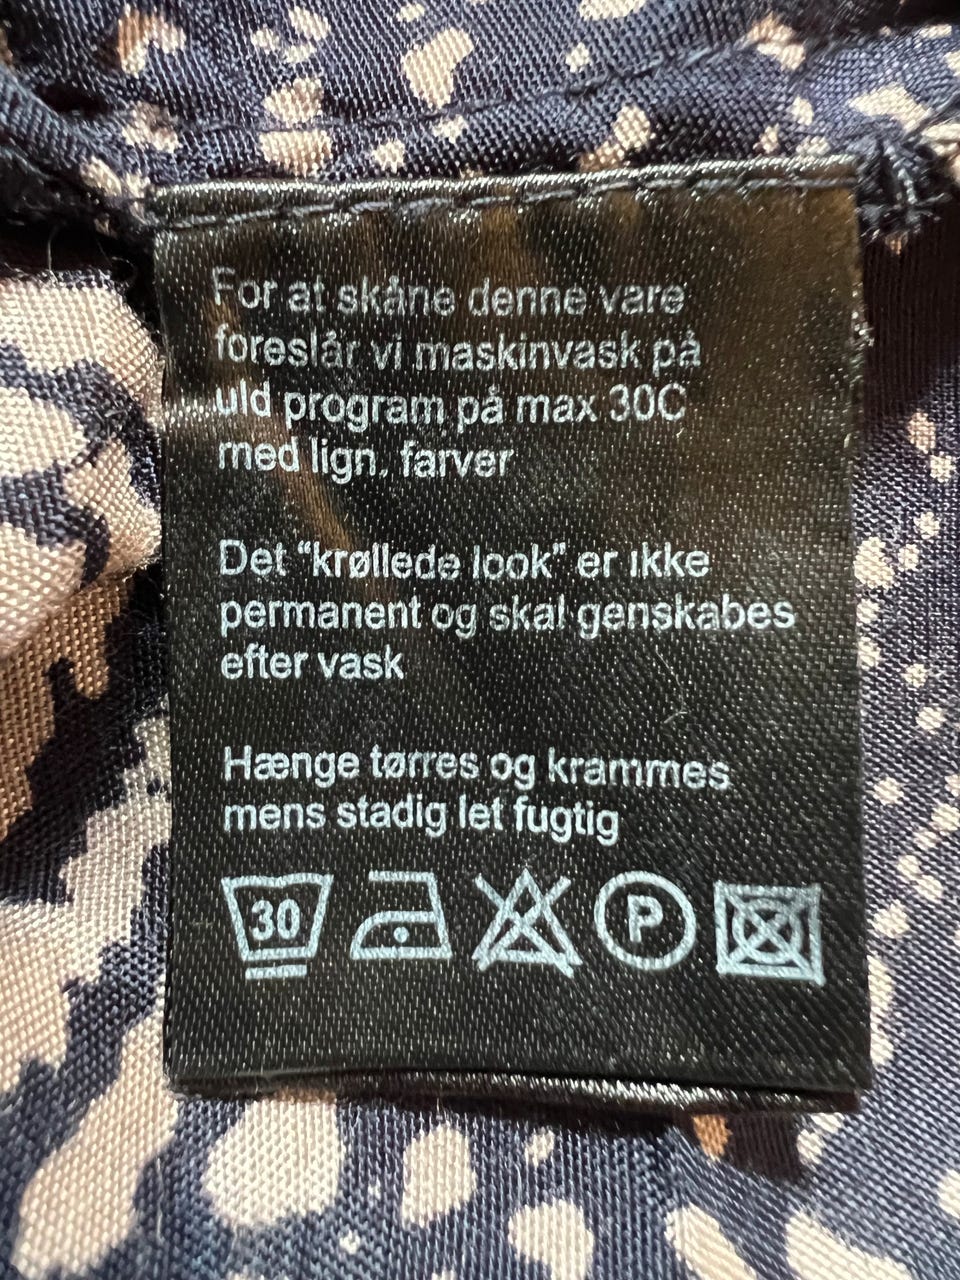 For at skåne denne vare
foreslår vi maskinvask på
uld program på max 30C
med lign. farver
Det "krøllede look" er ikke
permanent og skal genskabes
efter vask
Hænge tørres og krammes
mens stadig let fugtig
30 P